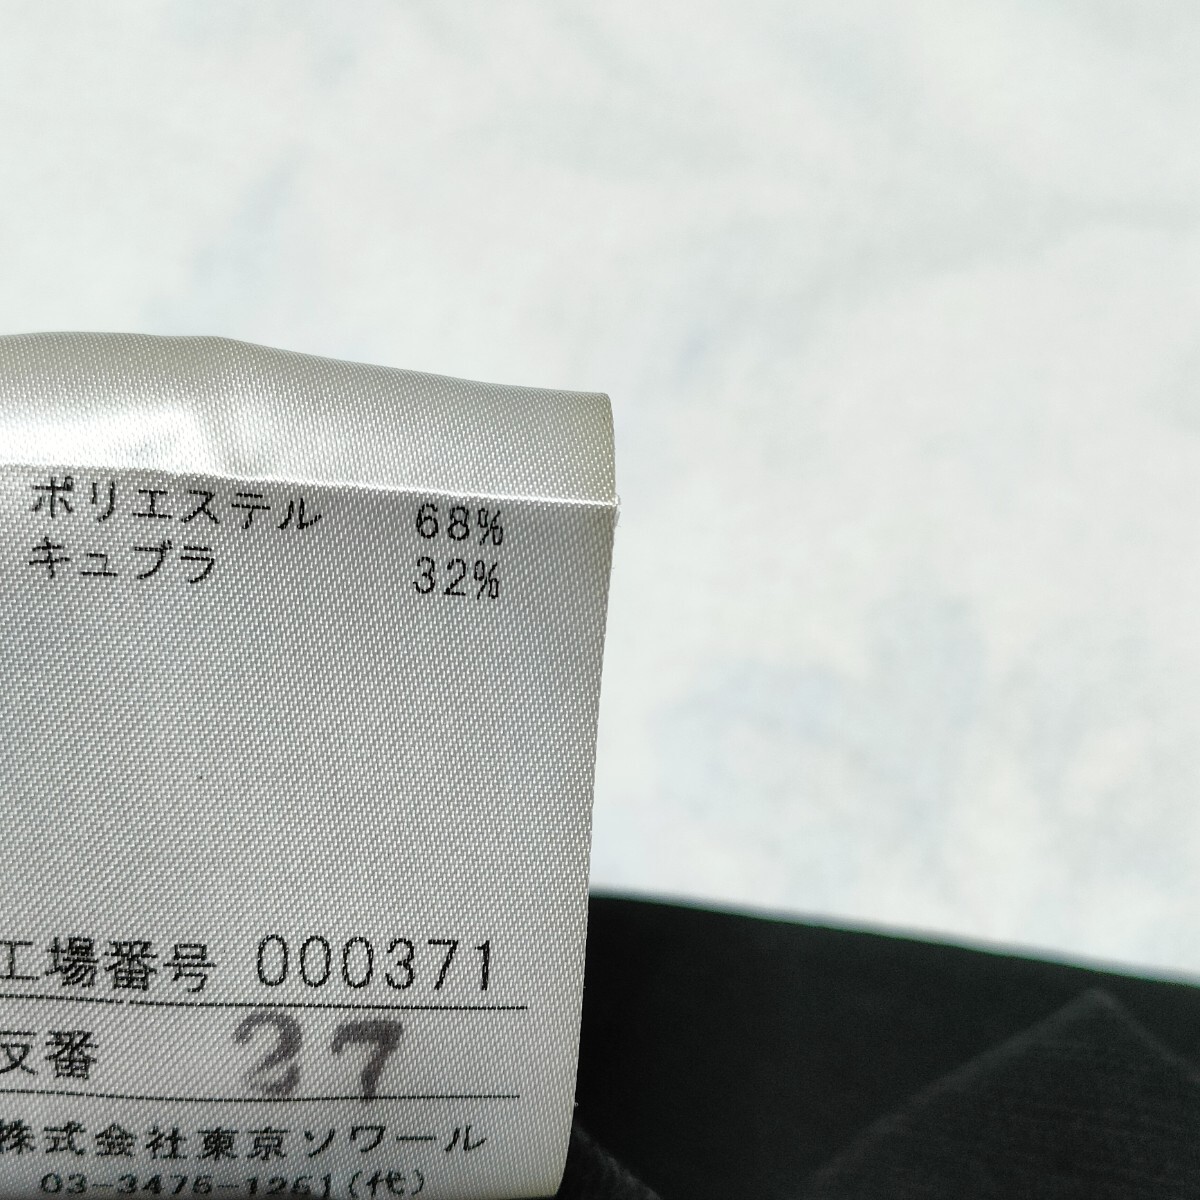 ポリエステル 68%
キュプラ 32%
工場番号 000371
反番 27
株式会社東京ソワール
03-3476-1261(代)